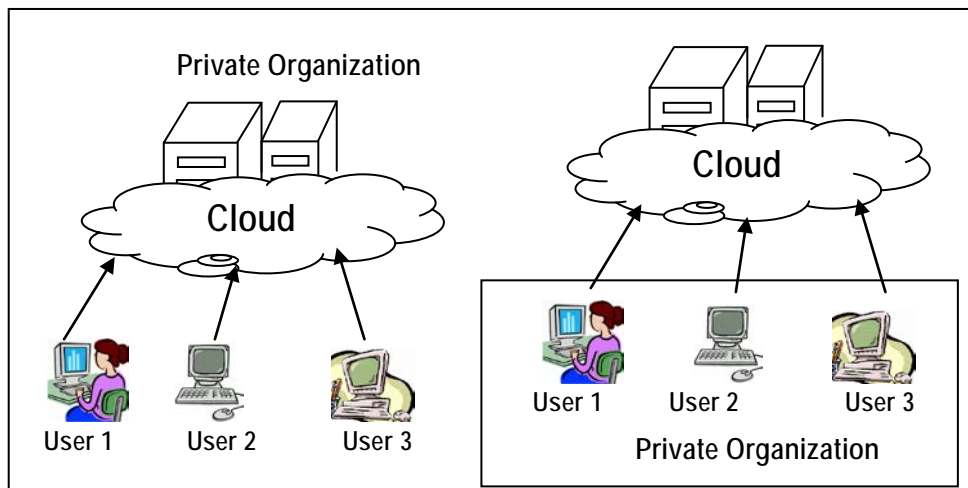 Private Organization
Cloud
User 1 User 2 User 3
Cloud
User 1 User 2 User 3
Private Organization